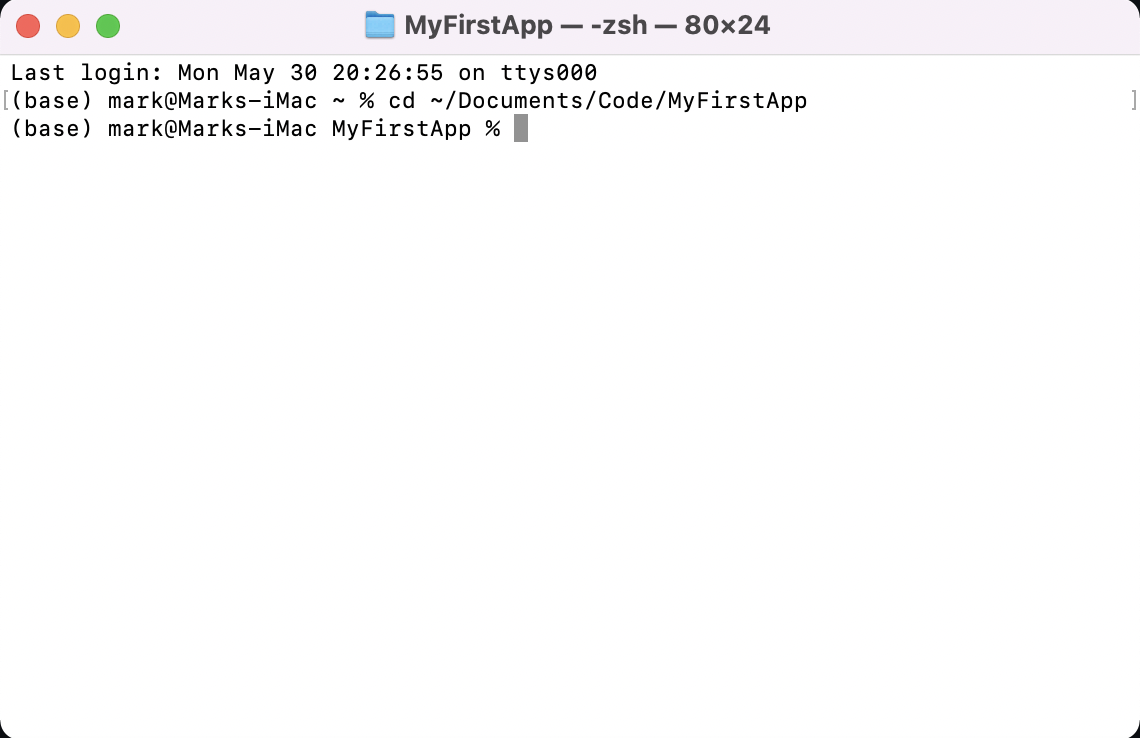 MyFirstApp — -zsh — 80×24
Last login: Mon May 30 20:26:55 on ttys000
[(base) mark@Marks-iMac ~ % cd ~/Documents/Code/MyFirstApp ]
(base) mark@Marks-iMac MyFirstApp %